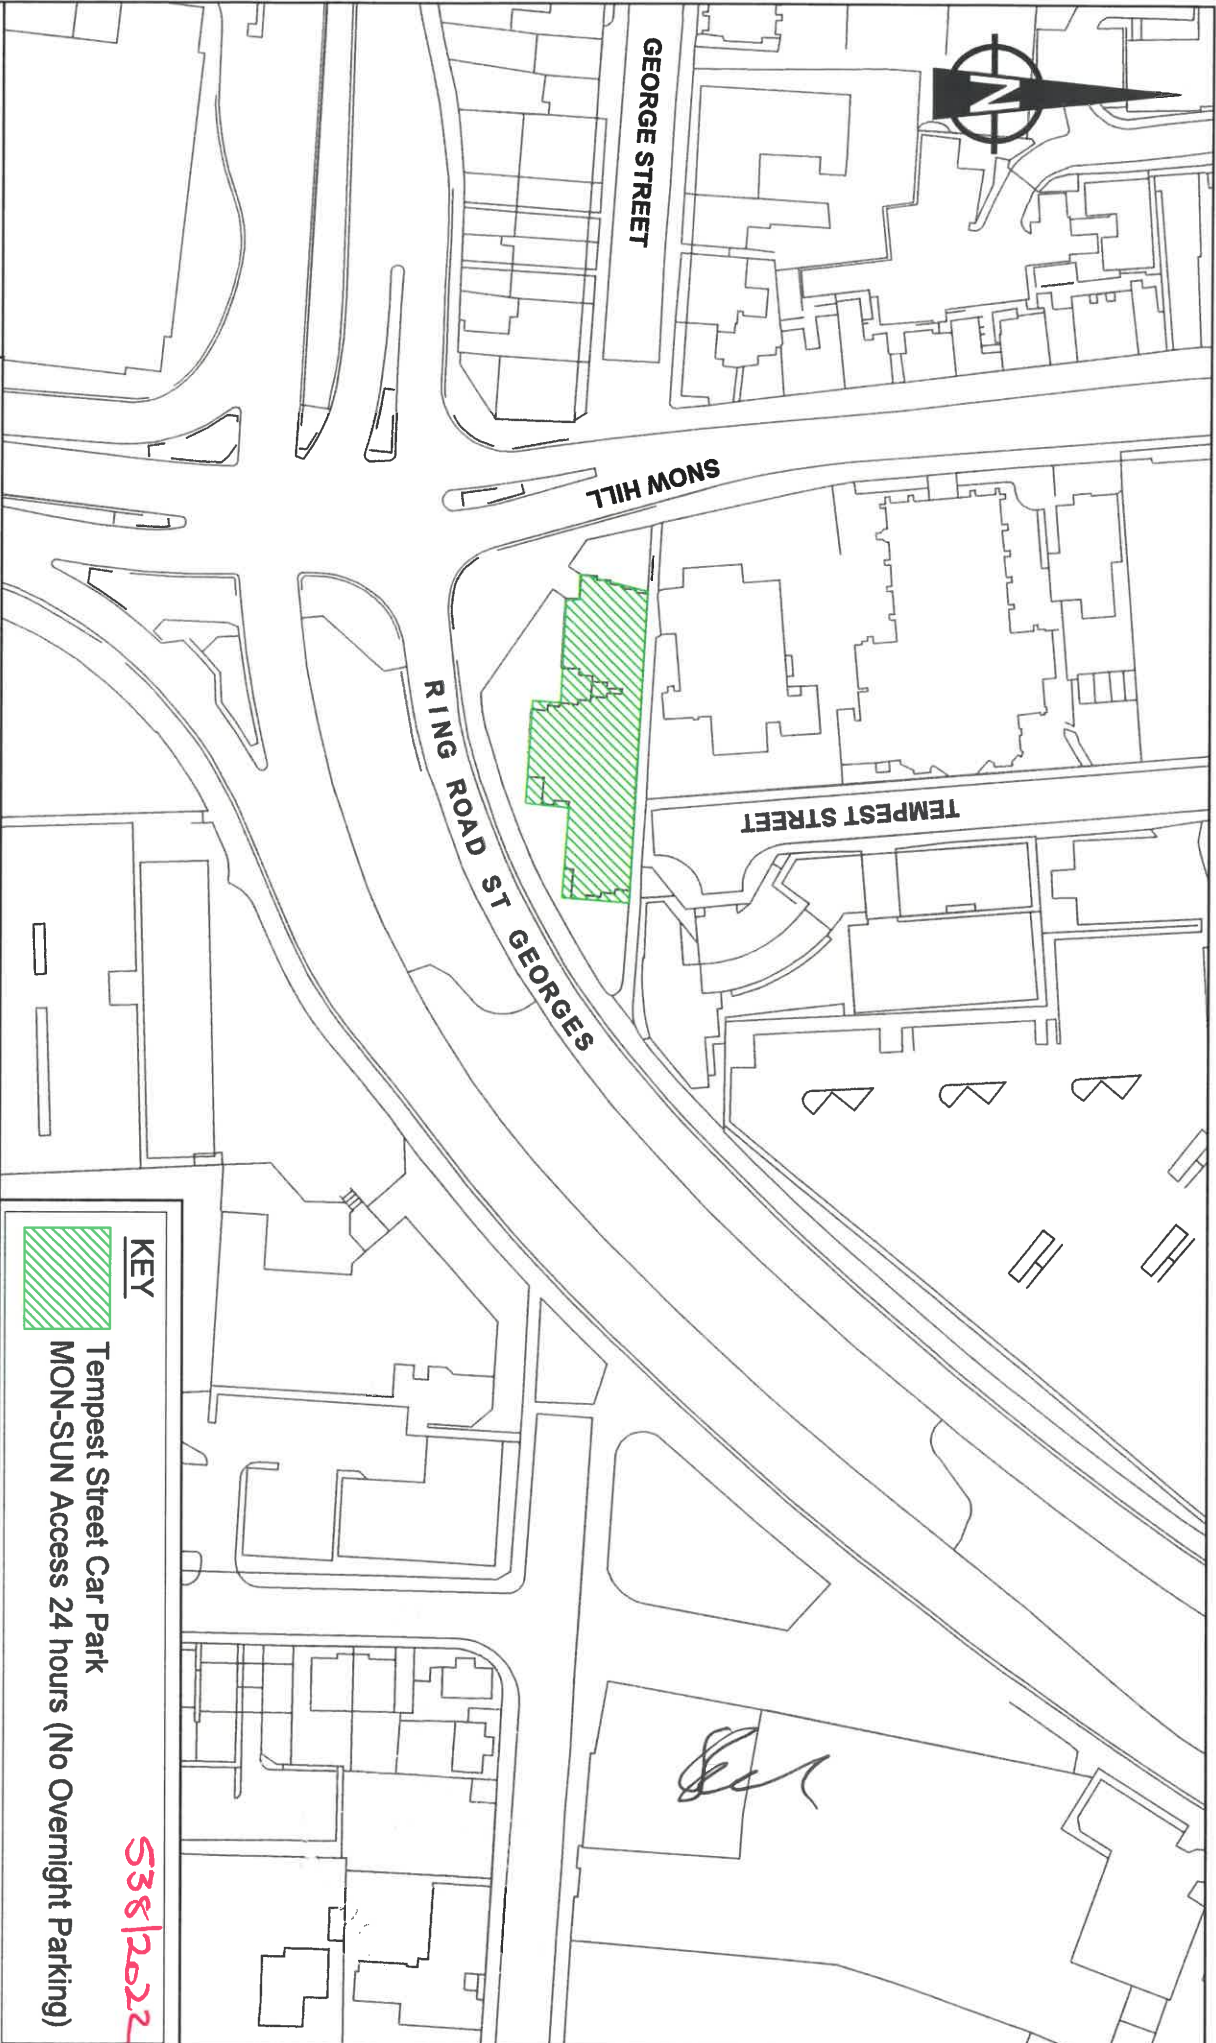 GEORGE STREET
N
SNOW HILL
TEMPEST STREET
RING ROAD ST GEORGES
KEY
Tempest Street Car Park
MON-SUN Access 24 hours (No Overnight Parking)
538/2022